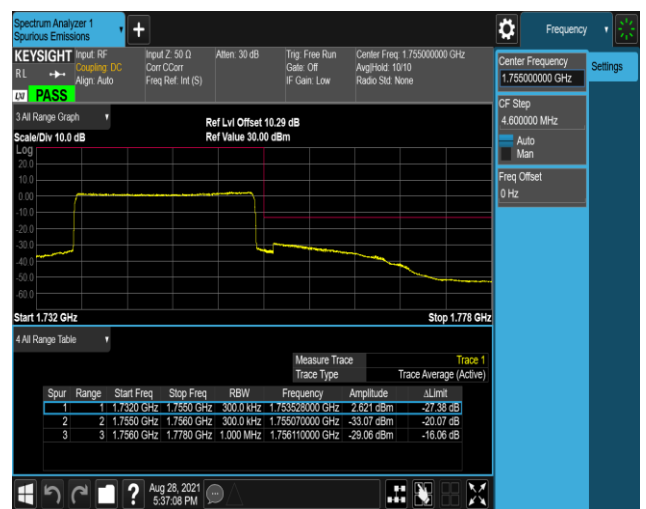 Spectrum Analyzer 1
Spurious Emissions
Frequency
KEYSIGHT
RL
LXI
PASS
Input: RF
Coupling: DC
Align: Auto
Input Z: 50 Ω
Corr CCorr
Freq Ref: Int (S)
Atten: 30 dB
Trig: Free Run
Gate: Off
IF Gain: Low
Center Freq: 1.755000000 GHz
Avg|Hold: 10/10
Radio Std: None
Center Frequency
1.755000000 GHz
Settings
CF Step
4.600000 MHz
Auto
Man
Freq Offset
0 Hz
3 All Range Graph
Ref Lvl Offset 10.29 dB
Scale/Div 10.0 dB
Ref Value 30.00 dBm
Log
20.0
10.0
0.00
-10.0
-20.0
-30.0
-40.0
-50.0
-60.0
Start 1.732 GHz
Stop 1.778 GHz
4 All Range Table
Measure Trace Trace 1
Trace Type Trace Average (Active)
Spur Range Start Freq Stop Freq RBW Frequency Amplitude ΔLimit
1 1 1.7320 GHz 1.7550 GHz 300.0 kHz 1.753528000 GHz 2.621 dBm -27.38 dB
2 2 1.7550 GHz 1.7560 GHz 300.0 kHz 1.755070000 GHz -33.07 dBm -20.07 dB
3 3 1.7560 GHz 1.7780 GHz 1.000 MHz 1.756110000 GHz -29.06 dBm -16.06 dB
?
Aug 28, 2021
5:37:08 PM